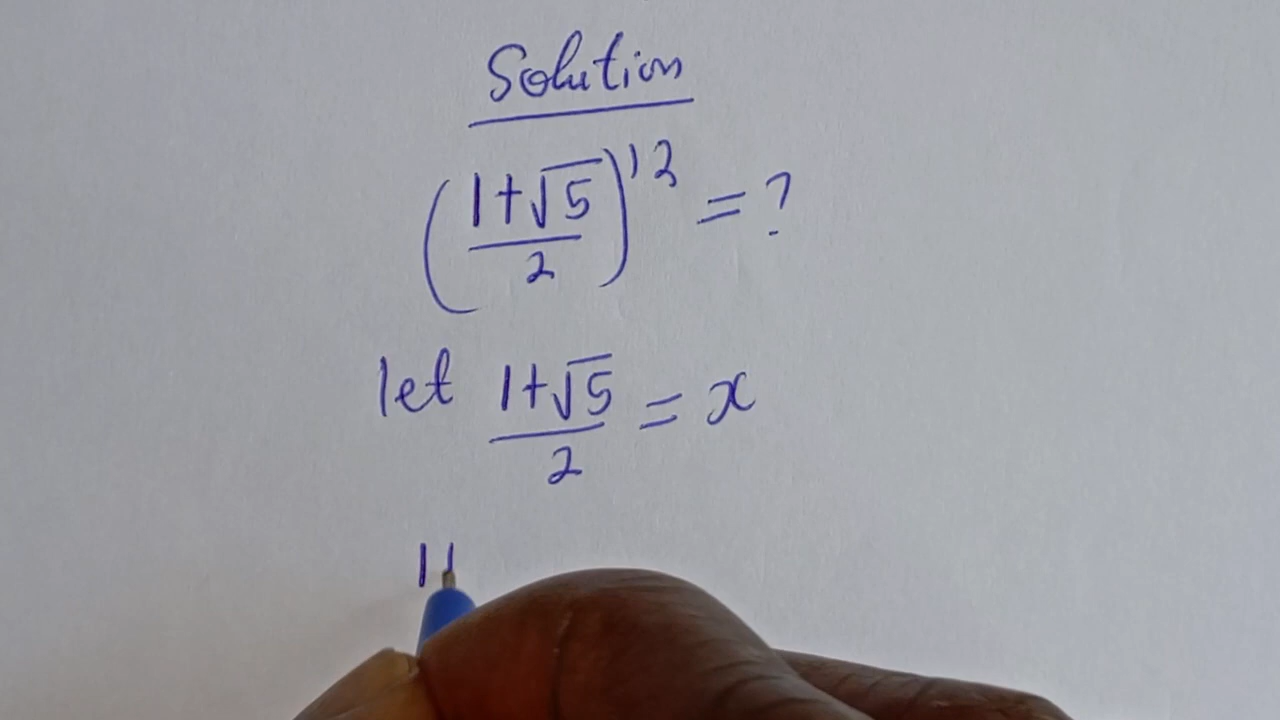 Solution
((1+√5)/2)^12 = ?
let (1+√5)/2 = x